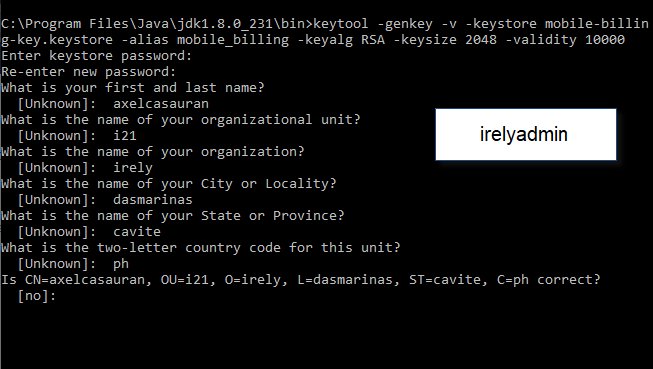 C:\Program Files\Java\jdk1.8.0_231\bin>keytool -genkey -v -keystore mobile-billin
g-key.keystore -alias mobile_billing -keyalg RSA -keysize 2048 -validity 10000
Enter keystore password:
Re-enter new password:
What is your first and last name?
  [Unknown]:  axelcasauran
What is the name of your organizational unit?
  [Unknown]:  i21
What is the name of your organization?
  [Unknown]:  irely
What is the name of your City or Locality?
  [Unknown]:  dasmarinas
What is the name of your State or Province?
  [Unknown]:  cavite
What is the two-letter country code for this unit?
  [Unknown]:  ph
Is CN=axelcasauran, OU=i21, O=irely, L=dasmarinas, ST=cavite, C=ph correct?
  [no]:
irelyadmin